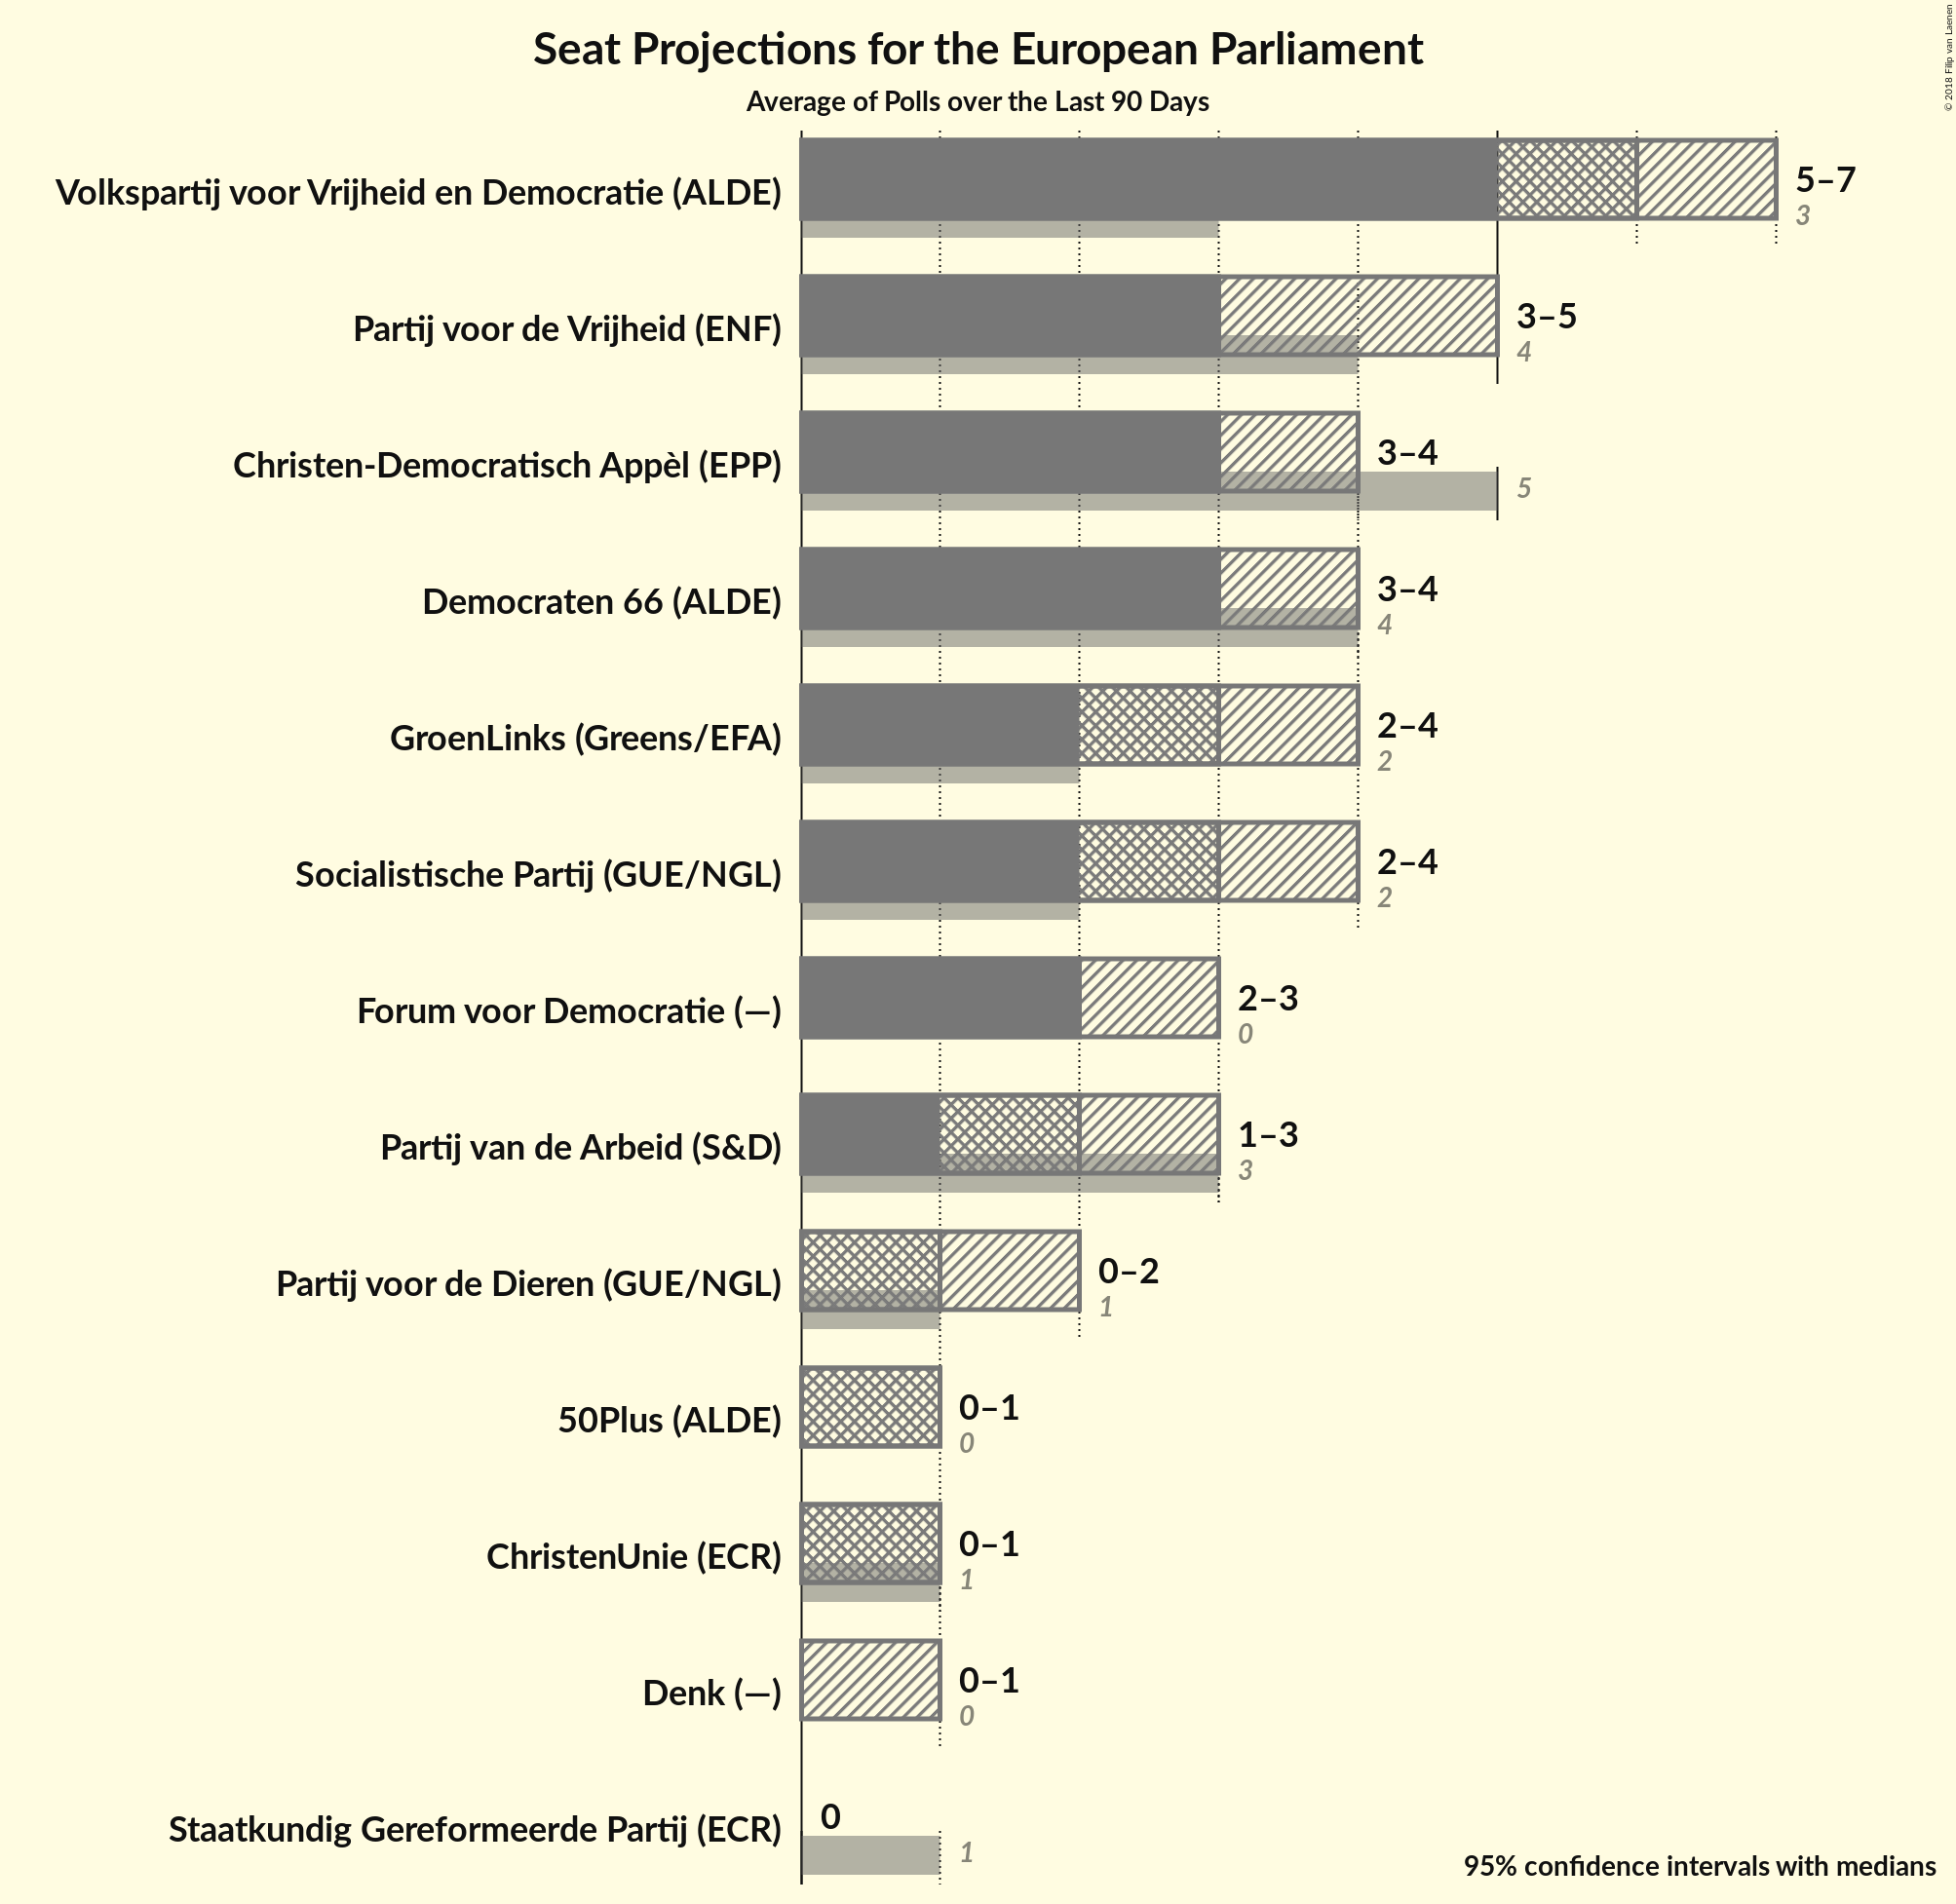 Seat Projections for the European Parliament
Average of Polls over the Last 90 Days
© 2018 Filip van Laenen
Volkspartij voor Vrijheid en Democratie (ALDE)
5–7
3
Partij voor de Vrijheid (ENF)
3–5
4
Christen-Democratisch Appèl (EPP)
3–4
5
Democraten 66 (ALDE)
3–4
4
GroenLinks (Greens/EFA)
2–4
2
Socialistische Partij (GUE/NGL)
2–4
2
Forum voor Democratie (—)
2–3
0
Partij van de Arbeid (S&D)
1–3
3
Partij voor de Dieren (GUE/NGL)
0–2
1
50Plus (ALDE)
0–1
0
ChristenUnie (ECR)
0–1
1
Denk (—)
0–1
0
Staatkundig Gereformeerde Partij (ECR)
0
1
95% confidence intervals with medians